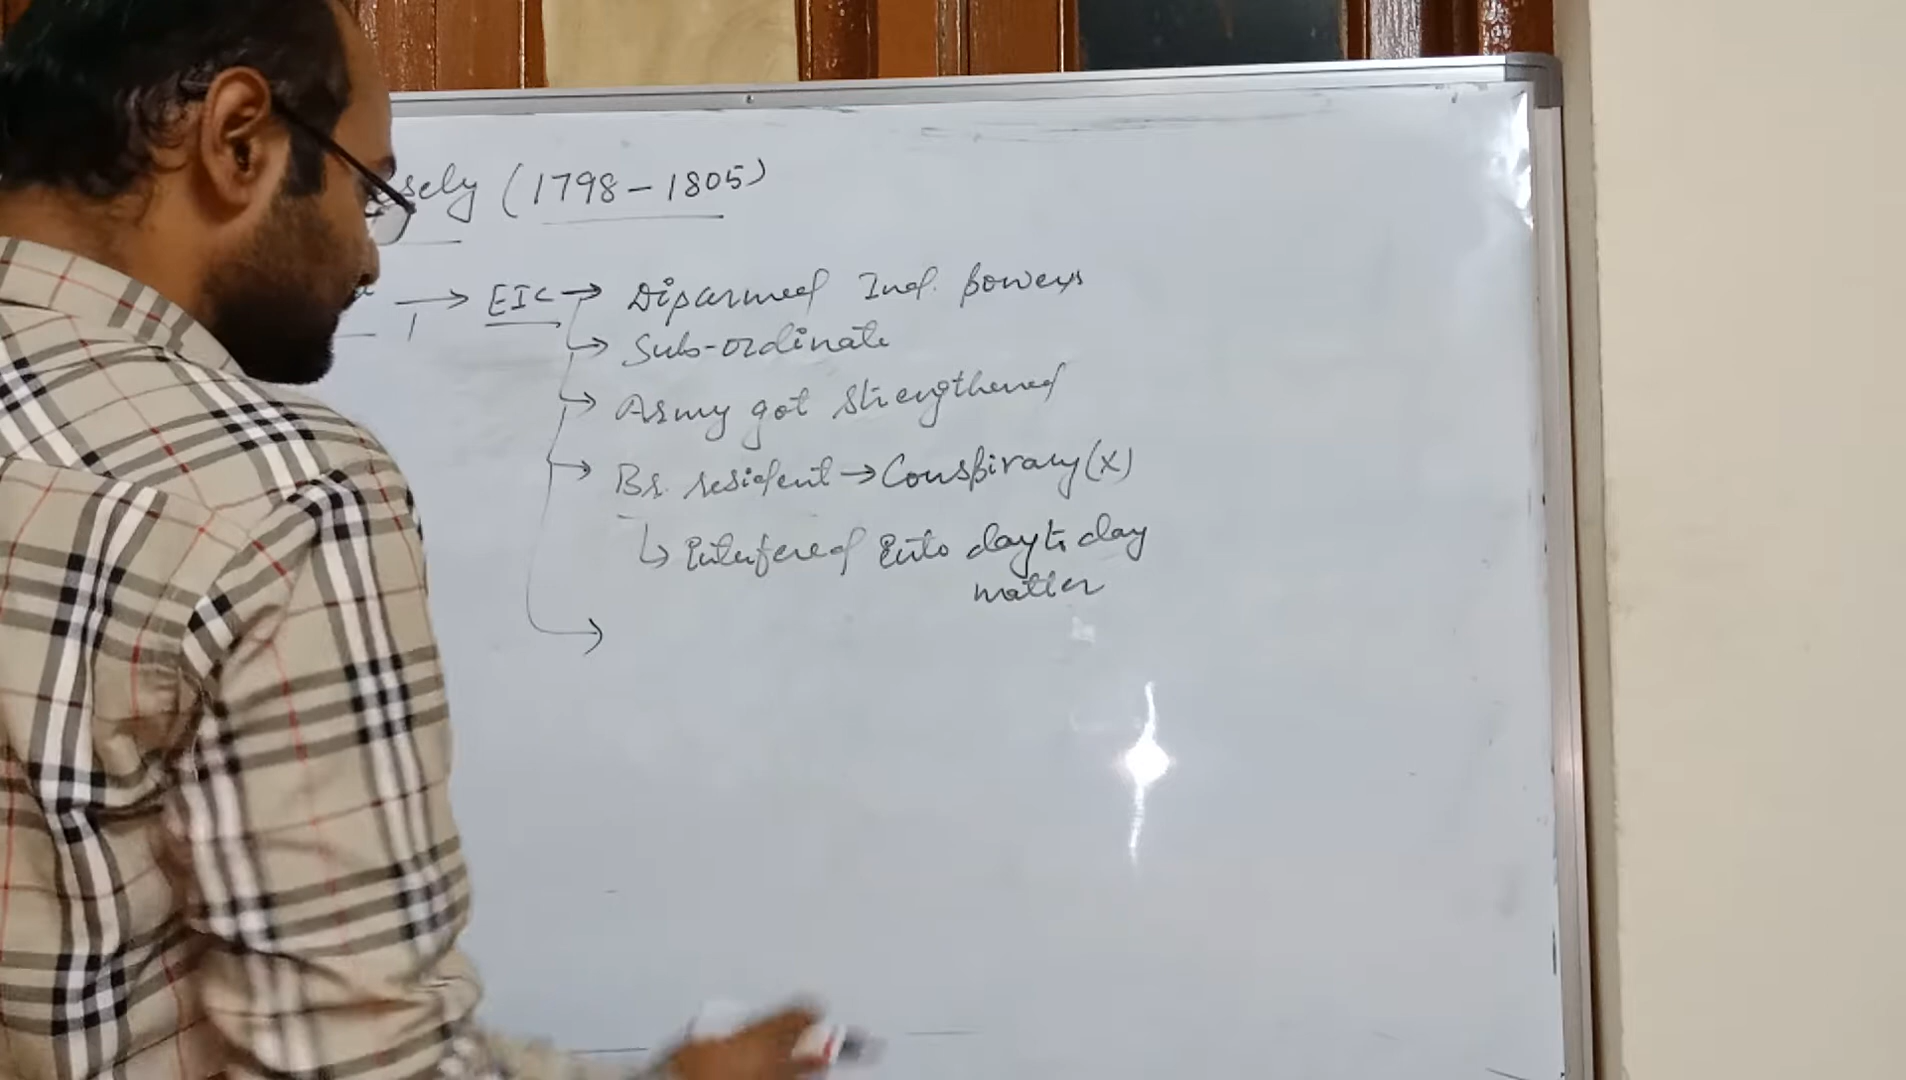 sely (1798-1805)
→ EIC → Disarmed Ind. powers
→ Sub-ordinate
→ Army got strengthened
→ Br. resident → Conspiracy (X)
↳ Interfered into day to day
matter
→